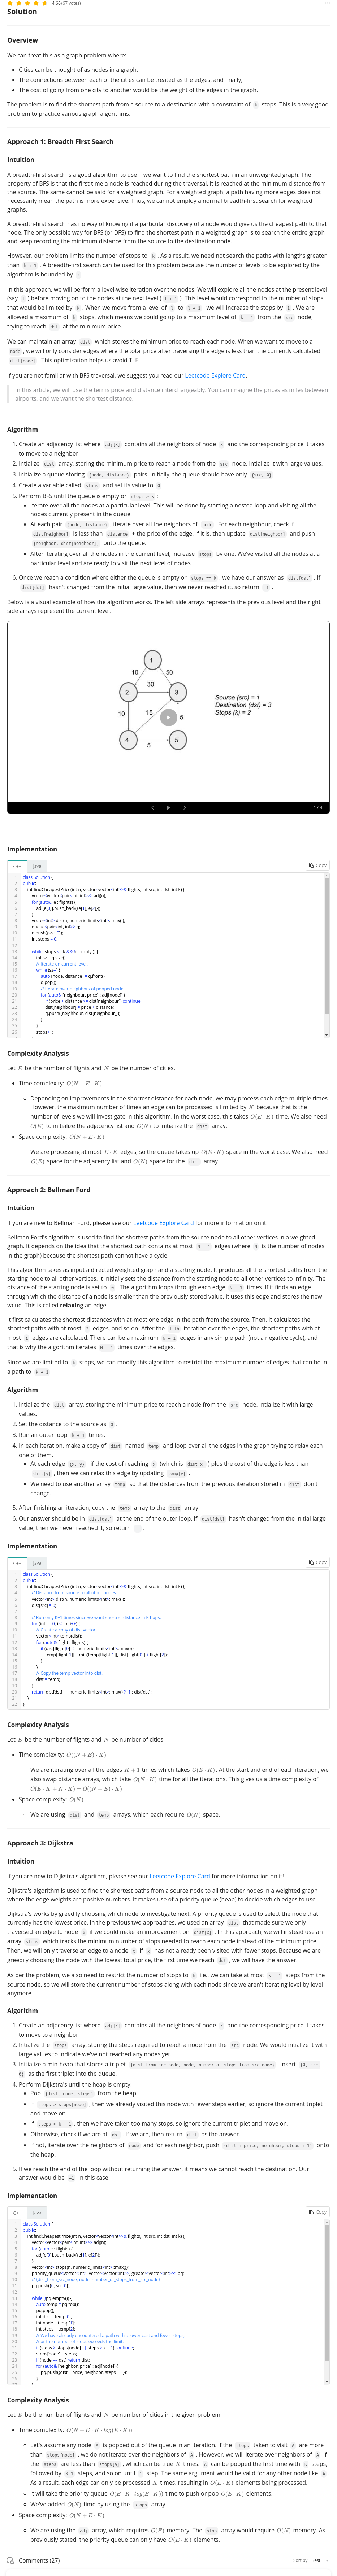 4.86 (67 votes)
Solution
Overview
We can treat this as a graph problem where:
• Cities can be thought of as nodes in a graph.
• The connections between each of the cities can be treated as the edges, and finally,
• The cost of going from one city to another would be the weight of the edges in the graph.
The problem is to find the shortest path from a source to a destination with a constraint of k stops. This is a very good
problem to practice various graph algorithms.
Approach 1: Breadth First Search
Intuition
A breadth-first search is a good algorithm to use if we want to find the shortest path in an unweighted graph. The
property of BFS is that the first time a node is reached during the traversal, it is reached at the minimum distance from
the source. The same cannot be said for a weighted graph. For a weighted graph, a path having more edges does not
necessarily mean the path is more expensive. Thus, we cannot employ a normal breadth-first search for weighted
graphs.
A breadth-first search has no way of knowing if a particular discovery of a node would give us the cheapest path to that
node. The only possible way for BFS (or DFS) to find the shortest path in a weighted graph is to search the entire graph
and keep recording the minimum distance from the source to the destination node.
However, our problem limits the number of stops to k . As a result, we need not search the paths with lengths greater
than k + 1 . A breadth-first search can be used for this problem because the number of levels to be explored by the
algorithm is bounded by k .
In this approach, we will perform a level-wise iteration over the nodes. We will explore all the nodes at the present level
(say l ) before moving on to the nodes at the next level ( l + 1 ). This level would correspond to the number of stops
that would be limited by k . When we move from a level of l to l + 1 , we will increase the stops by 1 . We are
allowed a maximum of k stops, which means we could go up to a maximum level of k + 1 from the src node,
trying to reach dst at the minimum price.
We can maintain an array dist which stores the minimum price to reach each node. When we want to move to a
node , we will only consider edges where the total price after traversing the edge is less than the currently calculated
dist[node] . This optimization helps us avoid TLE.
If you are not familiar with BFS traversal, we suggest you read our Leetcode Explore Card.
In this article, we will use the terms price and distance interchangeably. You can imagine the prices as miles between
airports, and we want the shortest distance.
Algorithm
1. Create an adjacency list where adj[X] contains all the neighbors of node X and the corresponding price it takes
to move to a neighbor.
2. Intialize dist array, storing the minimum price to reach a node from the src node. Intialize it with large values.
3. Initialize a queue storing {node, distance} pairs. Initially, the queue should have only {src, 0} .
4. Create a variable called stops and set its value to 0 .
5. Perform BFS until the queue is empty or stops > k :
• Iterate over all the nodes at a particular level. This will be done by starting a nested loop and visiting all the
nodes currently present in the queue.
• At each pair {node, distance} , iterate over all the neighbors of node . For each neighbor, check if
dist[neighbor] is less than distance + the price of the edge. If it is, then update dist[neighbor] and push
{neighbor, dist[neighbor]} onto the queue.
• After iterating over all the nodes in the current level, increase stops by one. We've visited all the nodes at a
particular level and are ready to visit the next level of nodes.
6. Once we reach a condition where either the queue is empty or stops == k , we have our answer as dist[dst] . If
dist[dst] hasn't changed from the initial large value, then we never reached it, so return -1 .
Below is a visual example of how the algorithm works. The left side arrays represents the previous level and the right
side arrays represent the current level.
1
10 50
2 3
10 15 5
4 5
5
Source (src) = 1
Destination (dst) = 3
Stops (k) = 2
1 / 4
Implementation
C++ Java Copy
1 class Solution {
2 public:
3 int findCheapestPrice(int n, vector<vector<int>>& flights, int src, int dst, int k) {
4 vector<vector<pair<int, int>>> adj(n);
5 for (auto& e : flights) {
6 adj[e[0]].push_back({e[1], e[2]});
7 }
8 vector<int> dist(n, numeric_limits<int>::max());
9 queue<pair<int, int>> q;
10 q.push({src, 0});
11 int stops = 0;
12
13 while (stops <= k && !q.empty()) {
14 int sz = q.size();
15 // Iterate on current level.
16 while (sz--) {
17 auto [node, distance] = q.front();
18 q.pop();
19 // Iterate over neighbors of popped node.
20 for (auto& [neighbour, price] : adj[node]) {
21 if (price + distance >= dist[neighbour]) continue;
22 dist[neighbour] = price + distance;
23 q.push({neighbour, dist[neighbour]});
24 }
25 }
26 stops++;
Complexity Analysis
Let E be the number of flights and N be the number of cities.
• Time complexity: O(N + E · K)
◦ Depending on improvements in the shortest distance for each node, we may process each edge multiple times.
However, the maximum number of times an edge can be processed is limited by K because that is the
number of levels we will investigate in this algorithm. In the worst case, this takes O(E · K) time. We also need
O(E) to initialize the adjacency list and O(N) to initialize the dist array.
• Space complexity: O(N + E · K)
◦ We are processing at most E · K edges, so the queue takes up O(E · K) space in the worst case. We also need
O(E) space for the adjacency list and O(N) space for the dist array.
Approach 2: Bellman Ford
Intuition
If you are new to Bellman Ford, please see our Leetcode Explore Card for more information on it!
Bellman Ford's algorithm is used to find the shortest paths from the source node to all other vertices in a weighted
graph. It depends on the idea that the shortest path contains at most N - 1 edges (where N is the number of nodes
in the graph) because the shortest path cannot have a cycle.
This algorithm takes as input a directed weighted graph and a starting node. It produces all the shortest paths from the
starting node to all other vertices. It initially sets the distance from the starting node to all other vertices to infinity. The
distance of the starting node is set to 0 . The algorithm loops through each edge N - 1 times. If it finds an edge
through which the distance of a node is smaller than the previously stored value, it uses this edge and stores the new
value. This is called relaxing an edge.
It first calculates the shortest distances with at-most one edge in the path from the source. Then, it calculates the
shortest paths with at-most 2 edges, and so on. After the i-th iteration over the edges, the shortest paths with at
most i edges are calculated. There can be a maximum N - 1 edges in any simple path (not a negative cycle), and
that is why the algorithm iterates N - 1 times over the edges.
Since we are limited to k stops, we can modify this algorithm to restrict the maximum number of edges that can be in
a path to k + 1 .
Algorithm
1. Intialize the dist array, storing the minimum price to reach a node from the src node. Intialize it with large
values.
2. Set the distance to the source as 0 .
3. Run an outer loop k + 1 times.
4. In each iteration, make a copy of dist named temp and loop over all the edges in the graph trying to relax each
one of them.
• At each edge {x, y} , if the cost of reaching x (which is dist[x] ) plus the cost of the edge is less than
dist[y] , then we can relax this edge by updating temp[y] .
• We need to use another array temp so that the distances from the previous iteration stored in dist don't
change.
5. After finishing an iteration, copy the temp array to the dist array.
6. Our answer should be in dist[dst] at the end of the outer loop. If dist[dst] hasn't changed from the initial large
value, then we never reached it, so return -1 .
Implementation
C++ Java Copy
1 class Solution {
2 public:
3 int findCheapestPrice(int n, vector<vector<int>>& flights, int src, int dst, int k) {
4 // Distance from source to all other nodes.
5 vector<int> dist(n, numeric_limits<int>::max());
6 dist[src] = 0;
7
8 // Run only K+1 times since we want shortest distance in K hops.
9 for (int i = 0; i <= k; i++) {
10 // Create a copy of dist vector.
11 vector<int> temp(dist);
12 for (auto& flight : flights) {
13 if (dist[flight[0]] != numeric_limits<int>::max()) {
14 temp[flight[1]] = min(temp[flight[1]], dist[flight[0]] + flight[2]);
15 }
16 }
17 // Copy the temp vector into dist.
18 dist = temp;
19 }
20 return dist[dst] == numeric_limits<int>::max() ? -1 : dist[dst];
21 }
22 };
Complexity Analysis
Let E be the number of flights and N be number of cities.
• Time complexity: O((N + E) · K)
◦ We are iterating over all the edges K + 1 times which takes O(E · K). At the start and end of each iteration, we
also swap distance arrays, which take O(N · K) time for all the iterations. This gives us a time complexity of
O(E · K + N · K) = O((N + E) · K)
• Space complexity: O(N)
◦ We are using dist and temp arrays, which each require O(N) space.
Approach 3: Dijkstra
Intuition
If you are new to Dijkstra's algorithm, please see our Leetcode Explore Card for more information on it!
Dijkstra's algorithm is used to find the shortest paths from a source node to all the other nodes in a weighted graph
where the edge weights are positive numbers. It makes use of a priority queue (heap) to decide which edges to use.
Dijkstra's works by greedily choosing which node to investigate next. A priority queue is used to select the node that
currently has the lowest price. In the previous two approaches, we used an array dist that made sure we only
traversed an edge to node x if we could make an improvement on dist[x] . In this approach, we will instead use an
array steps which tracks the minimum number of steps needed to reach each node instead of the minimum price.
Then, we will only traverse an edge to a node x if x has not already been visited with fewer stops. Because we are
greedily choosing the node with the lowest total price, the first time we reach dst , we will have the answer.
As per the problem, we also need to restrict the number of stops to k i.e., we can take at most k + 1 steps from the
source node, so we will store the current number of stops along with each node since we aren't iterating level by level
anymore.
Algorithm
1. Create an adjacency list where adj[X] contains all the neighbors of node X and the corresponding price it takes
to move to a neighbor.
2. Intialize the stops array, storing the steps required to reach a node from the src node. We would intialize it with
large values to indicate we've not reached any nodes yet.
3. Initialize a min-heap that stores a triplet {dist_from_src_node, node, number_of_stops_from_src_node} . Insert {0, src,
0} as the first triplet into the queue.
4. Perform Dijkstra's until the heap is empty:
• Pop {dist, node, steps} from the heap
• If steps > stops[node] , then we already visited this node with fewer steps earlier, so ignore the current triplet
and move on.
• If steps > k + 1 , then we have taken too many stops, so ignore the current triplet and move on.
• Otherwise, check if we are at dst . If we are, then return dist as the answer.
• If not, iterate over the neighbors of node and for each neighbor, push {dist + price, neighbor, steps + 1} onto
the heap.
5. If we reach the end of the loop without returning the answer, it means we cannot reach the destination. Our
answer would be -1 in this case.
Implementation
C++ Java Copy
1 class Solution {
2 public:
3 int findCheapestPrice(int n, vector<vector<int>>& flights, int src, int dst, int k) {
4 vector<vector<pair<int, int>>> adj(n);
5 for (auto e : flights) {
6 adj[e[0]].push_back({e[1], e[2]});
7 }
8 vector<int> stops(n, numeric_limits<int>::max());
9 priority_queue<vector<int>, vector<vector<int>>, greater<vector<int>>> pq;
10 // {dist_from_src_node, node, number_of_stops_from_src_node}
11 pq.push({0, src, 0});
12
13 while (!pq.empty()) {
14 auto temp = pq.top();
15 pq.pop();
16 int dist = temp[0];
17 int node = temp[1];
18 int steps = temp[2];
19 // We have already encountered a path with a lower cost and fewer stops,
20 // or the number of stops exceeds the limit.
21 if (steps > stops[node] || steps > k + 1) continue;
22 stops[node] = steps;
23 if (node == dst) return dist;
24 for (auto& [neighbor, price] : adj[node]) {
25 pq.push({dist + price, neighbor, steps + 1});
26 }
Complexity Analysis
Let E be the number of flights and N be number of cities in the given problem.
• Time complexity: O(N + E · K · log(E · K))
◦ Let's assume any node A is popped out of the queue in an iteration. If the steps taken to visit A are more
than stops[node] , we do not iterate over the neighbors of A . However, we will iterate over neighbors of A if
the steps are less than stops[A] , which can be true K times. A can be popped the first time with K steps,
followed by K-1 steps, and so on until 1 step. The same argument would be valid for any other node like A .
As a result, each edge can only be processed K times, resulting in O(E · K) elements being processed.
◦ It will take the priority queue O(E · K · log(E · K)) time to push or pop O(E · K) elements.
◦ We've added O(N) time by using the stops array.
• Space complexity: O(N + E · K)
◦ We are using the adj array, which requires O(E) memory. The stop array would require O(N) memory. As
previously stated, the priority queue can only have O(E · K) elements.
Comments (27) Sort by: Best